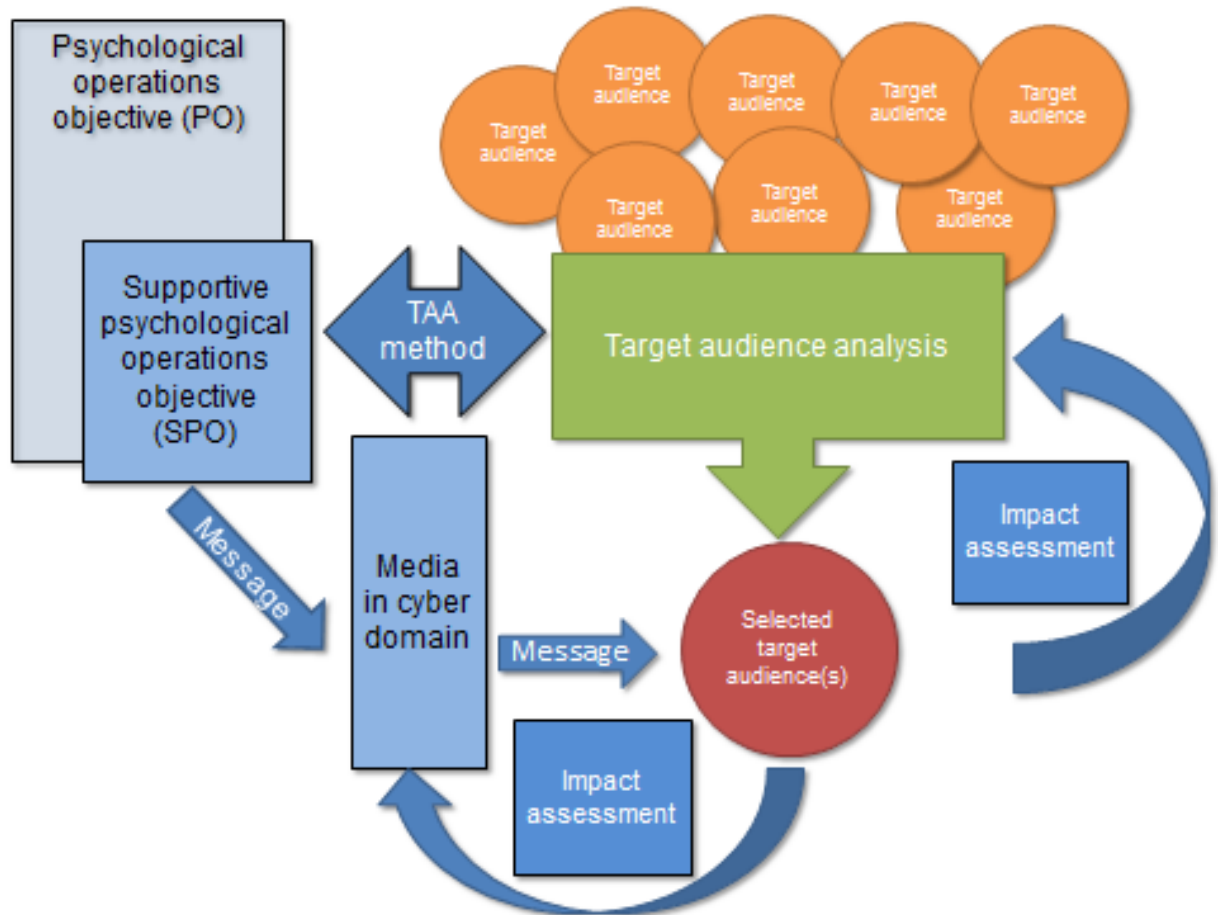 Psychological
operations
objective (PO)
Target
audience
Target
audience
Target
audience
Target
audience
Target
audience
Target
audience
Target
audience
Target
audience
Supportive
psychological
operations
objective
(SPO)
TAA
method
Target audience analysis
Message
Media
in cyber
domain
Message
Selected
target
audience(s)
Impact
assessment
Impact
assessment